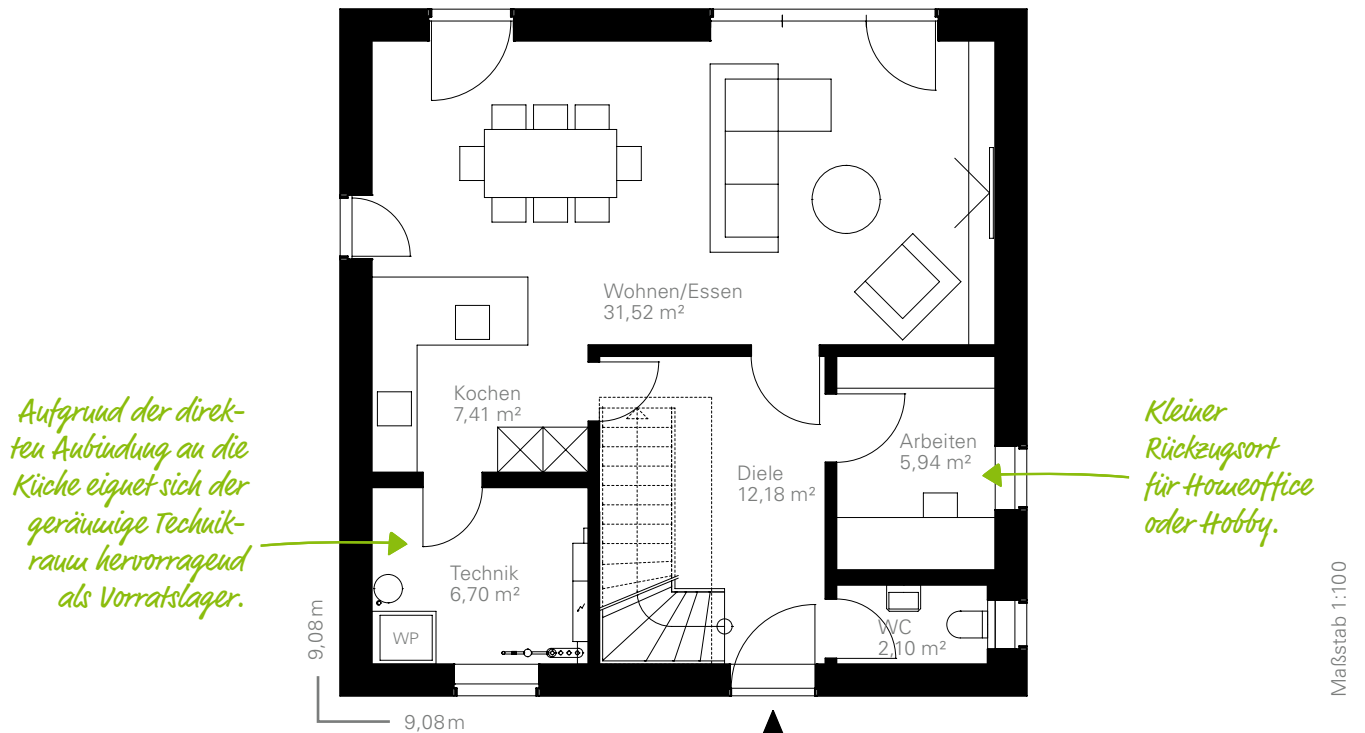 Wohnen/Essen
31,52 m²
Kochen
7,41 m²
Aufgrund der direk-
ten Anbindung an die
Küche eignet sich der
geräumige Technik-
raum hervorragend
als Vorratslager.
Diele
12,18 m²
Arbeiten
5,94 m²
Kleiner
Rückzugsort
für Homeoffice
oder Hobby.
Technik
6,70 m²
WP
WC
2,10 m²
9,08m
9,08m
Maßstab 1:100